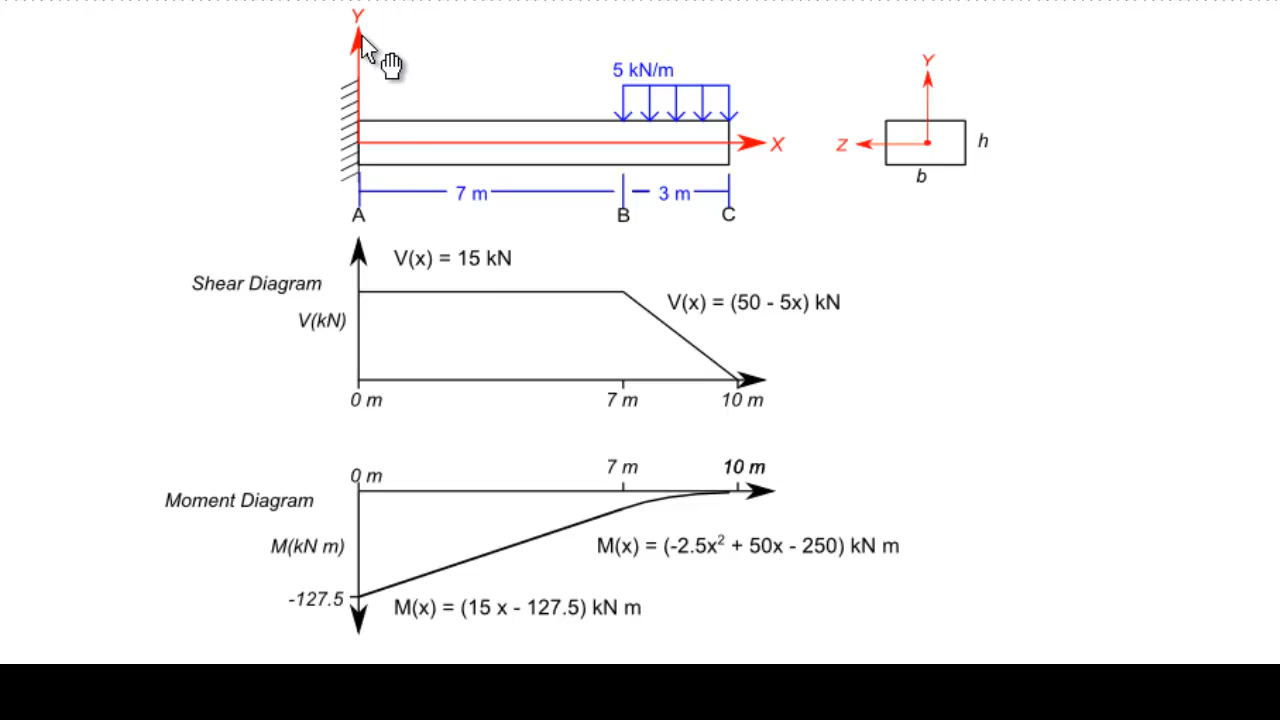 Y
5 kN/m
X
7 m
3 m
A
B
C
Y
Z
h
b
Shear Diagram
V(kN)
V(x) = 15 kN
V(x) = (50 - 5x) kN
0 m
7 m
10 m
0 m
7 m
10 m
Moment Diagram
M(kN m)
-127.5
M(x) = (-2.5x² + 50x - 250) kN m
M(x) = (15 x - 127.5) kN m